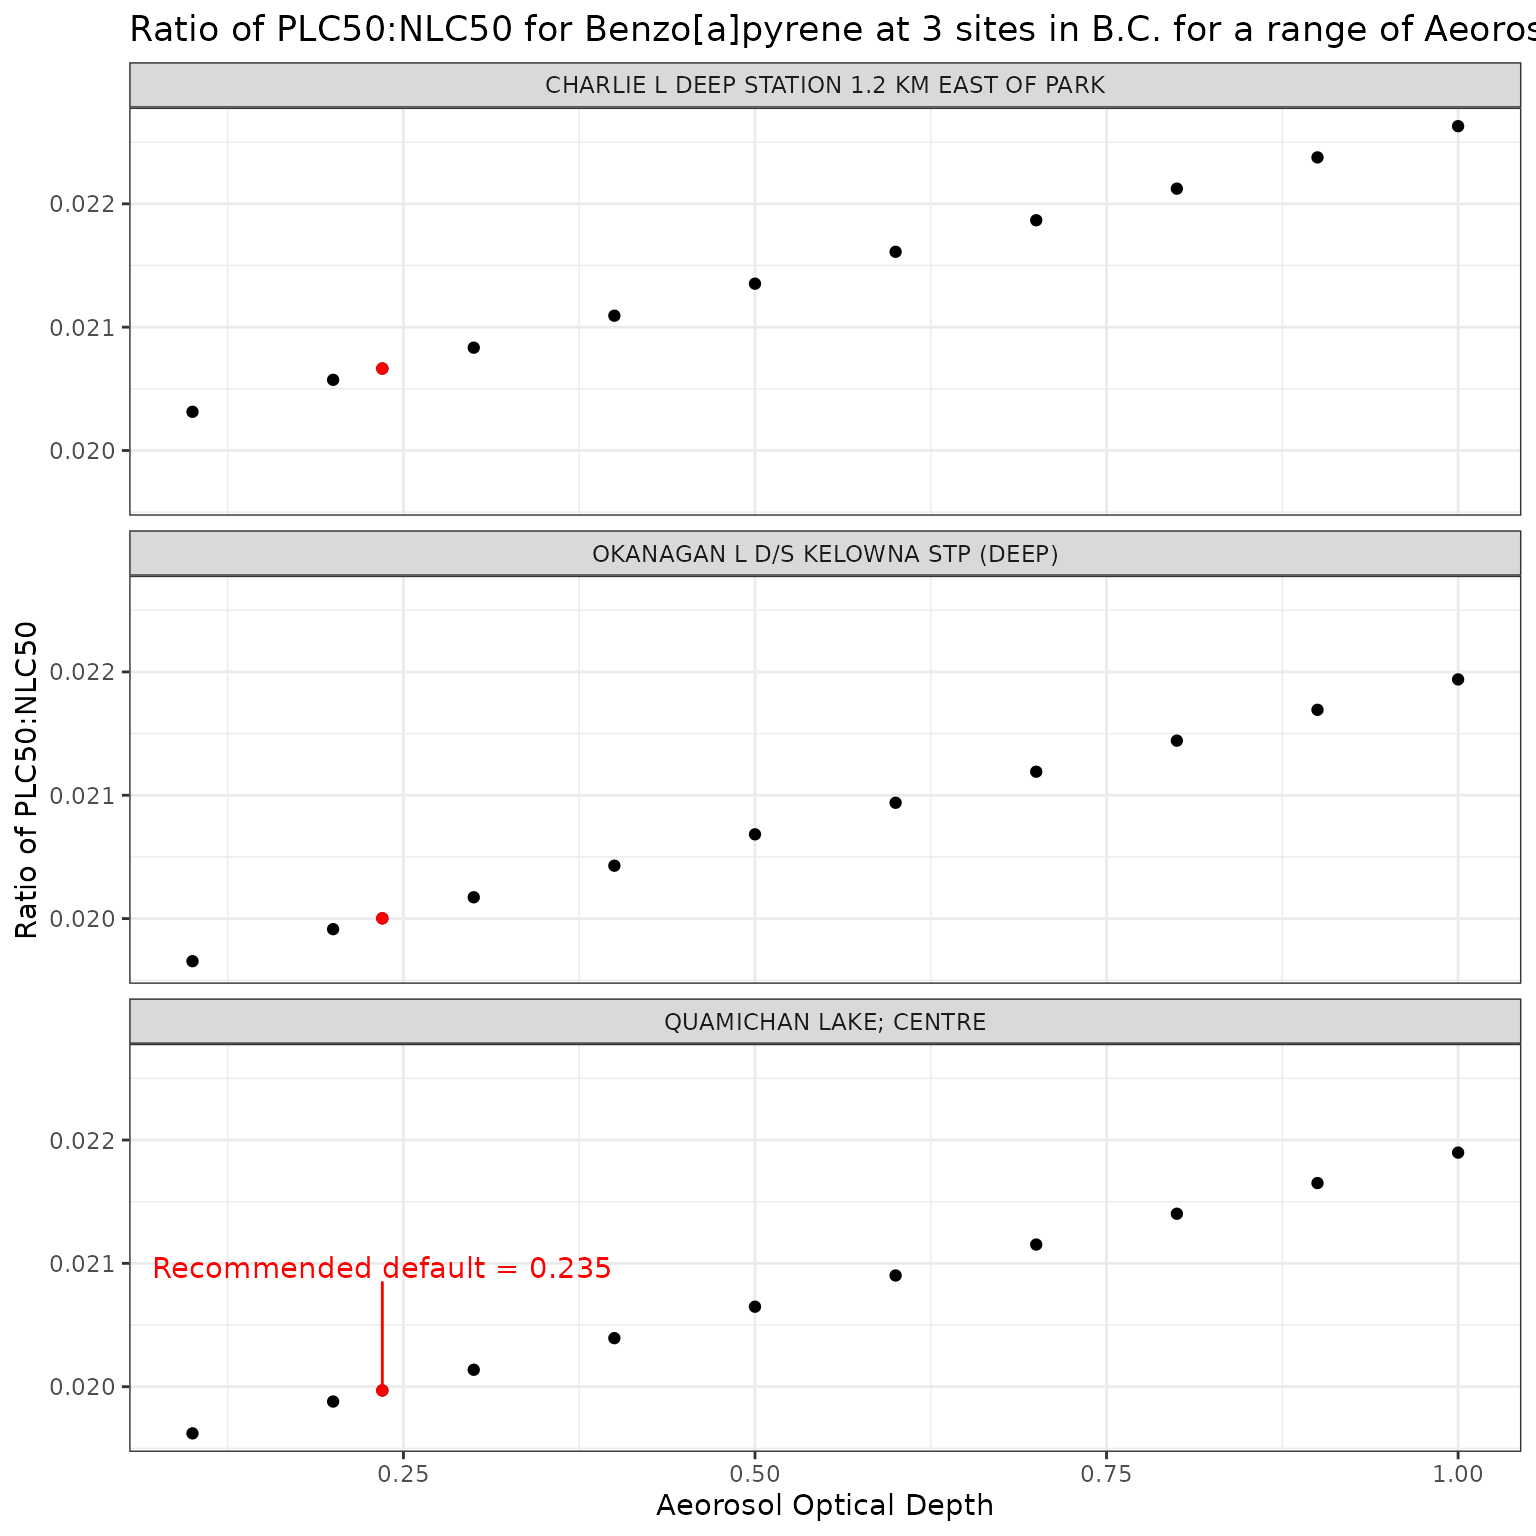 Ratio of PLC50:NLC50 for Benzo[a]pyrene at 3 sites in B.C. for a range of Aeoros
CHARLIE L DEEP STATION 1.2 KM EAST OF PARK
0.022
0.021
0.020
OKANAGAN L D/S KELOWNA STP (DEEP)
0.022
0.021
0.020
QUAMICHAN LAKE; CENTRE
0.022
0.021
0.020
Recommended default = 0.235
Ratio of PLC50:NLC50
0.25 0.50 0.75 1.00
Aeorosol Optical Depth